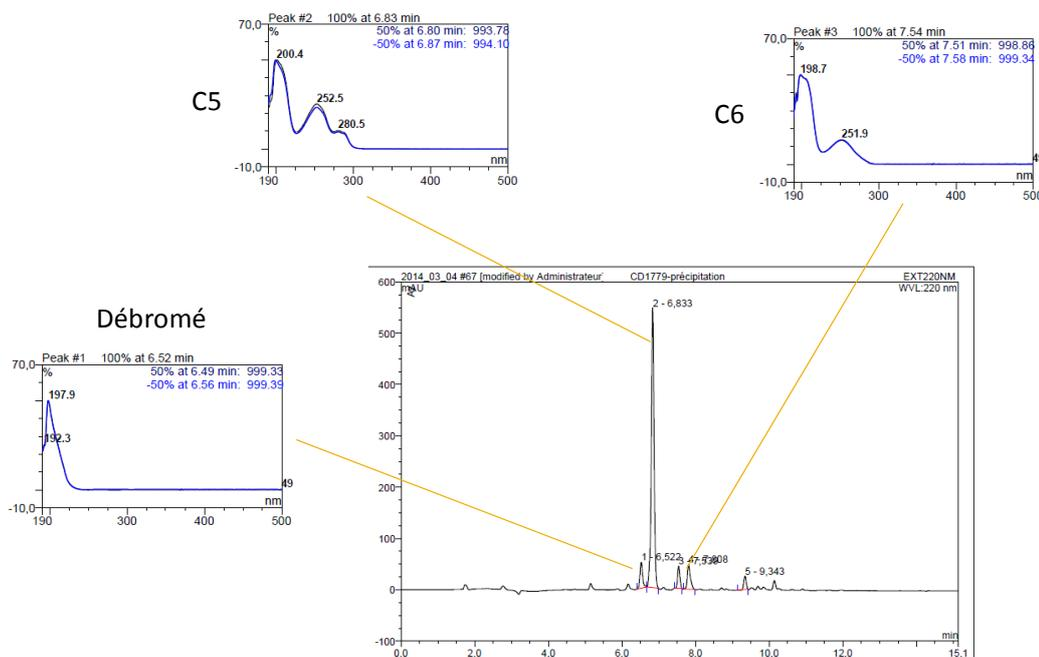 Peak #2 100% at 6.83 min
70,0
%
50% at 6.80 min: 993.78
-50% at 6.87 min: 994.10
200.4
252.5
280.5
nm
-10,0
190 300 400 500
C5
Peak #3 100% at 7.54 min
70,0
%
50% at 7.51 min: 998.86
-50% at 7.58 min: 999.34
198.7
251.9
nm
-10,0
190 300 400 500
C6
Débromé
Peak #1 100% at 6.52 min
70,0
%
50% at 6.49 min: 999.33
-50% at 6.56 min: 999.39
197.9
192.3
49
nm
-10,0
190 300 400 500
2014_03_04 #67 [modified by Administrateur] CD1779-précipitation EXT220NM
mAU WVL:220 nm
600
500
400
300
200
100
0
-100
2 - 6,833
1 - 6,522
5 - 9,343
min
0.0 2.0 4.0 6.0 8.0 10.0 12.0 15.1